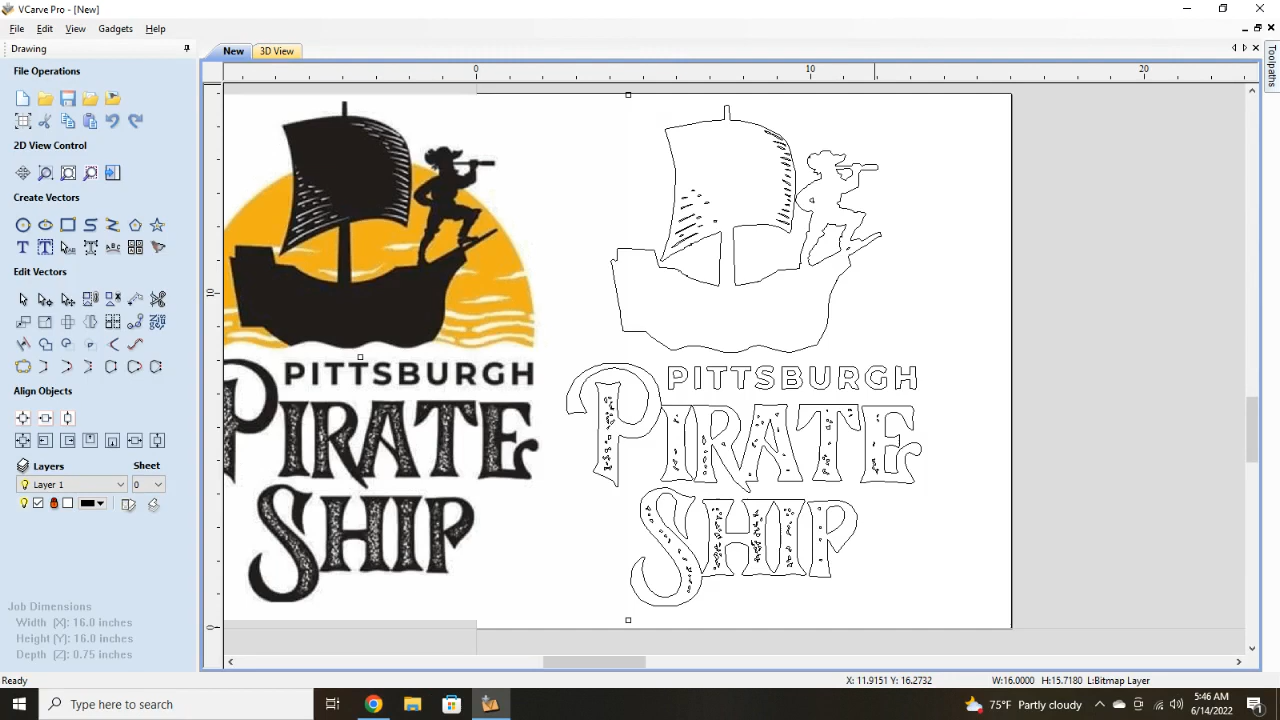 VCarve Pro - [New]
File Edit View Gadgets Help
Drawing
New
3D View
File Operations
2D View Control
Create Vectors
Edit Vectors
Align Objects
Layers
Sheet
Layer 1
0
Job Dimensions
Width (X): 16.0 inches
Height (Y): 16.0 inches
Depth (Z): 0.75 inches
0
10
20
10
0
Toolpaths
PITTSBURGH
PIRATE
SHIP
PITTSBURGH
PIRATE
SHIP
Ready
X: 11.9151 Y: 16.2732
W:16.0000 H:15.7180 L:Bitmap Layer
Type here to search
75°F Partly cloudy
5:46 AM
6/14/2022
1